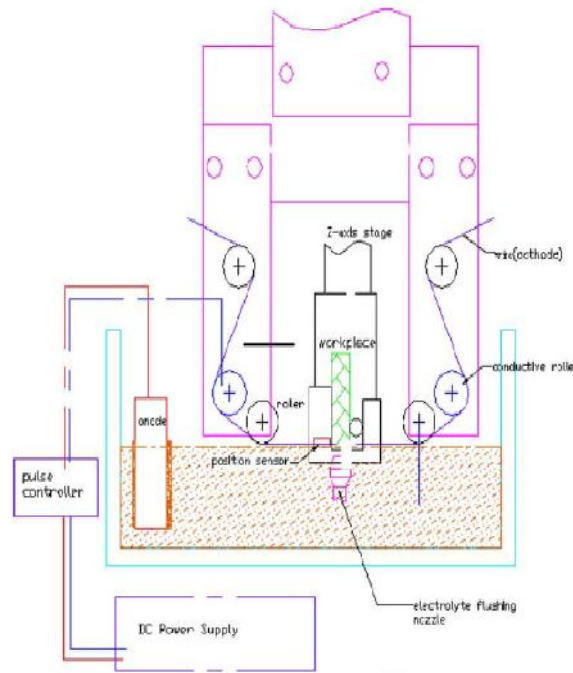 Z-axis stage
wire(cathode)
workpiece
conductive roller
roller
anode
position sensor
pulse
controller
electrolyte flushing
nozzle
DC Power Supply